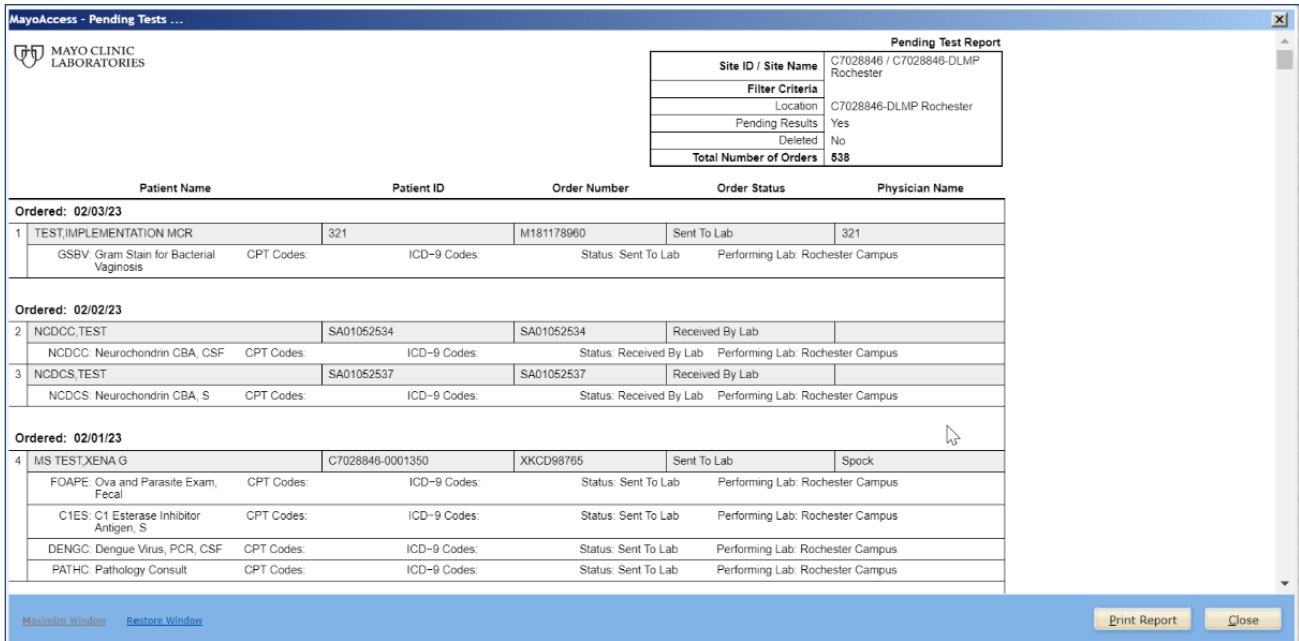 MayoAccess - Pending Tests ...
MAYO CLINIC
LABORATORIES
Pending Test Report
Site ID / Site Name C7028846 / C7028846-DLMP
Rochester
Filter Criteria
Location C7028846-DLMP Rochester
Pending Results Yes
Deleted No
Total Number of Orders 538
Patient Name Patient ID Order Number Order Status Physician Name
Ordered: 02/03/23
1 TEST,IMPLEMENTATION MCR 321 M181178960 Sent To Lab 321
GSBV: Gram Stain for Bacterial CPT Codes: ICD-9 Codes: Status: Sent To Lab Performing Lab: Rochester Campus
Vaginosis
Ordered: 02/02/23
2 NCDCC,TEST SA01052534 SA01052534 Received By Lab
NCDCC: Neurochondrin CBA, CSF CPT Codes: ICD-9 Codes: Status: Received By Lab Performing Lab: Rochester Campus
3 NCDCS,TEST SA01052537 SA01052537 Received By Lab
NCDCS: Neurochondrin CBA, S CPT Codes: ICD-9 Codes: Status: Received By Lab Performing Lab: Rochester Campus
Ordered: 02/01/23
4 MS TEST,XENA G C7028846-0001350 XKCD98765 Sent To Lab Spock
FOAPE: Ova and Parasite Exam, CPT Codes: ICD-9 Codes: Status: Sent To Lab Performing Lab: Rochester Campus
Fecal
C1ES: C1 Esterase Inhibitor CPT Codes: ICD-9 Codes: Status: Sent To Lab Performing Lab: Rochester Campus
Antigen, S
DENGC: Dengue Virus, PCR, CSF CPT Codes: ICD-9 Codes: Status: Sent To Lab Performing Lab: Rochester Campus
PATHC: Pathology Consult CPT Codes: ICD-9 Codes: Status: Sent To Lab Performing Lab: Rochester Campus
Maximize Window Restore Window Print Report Close